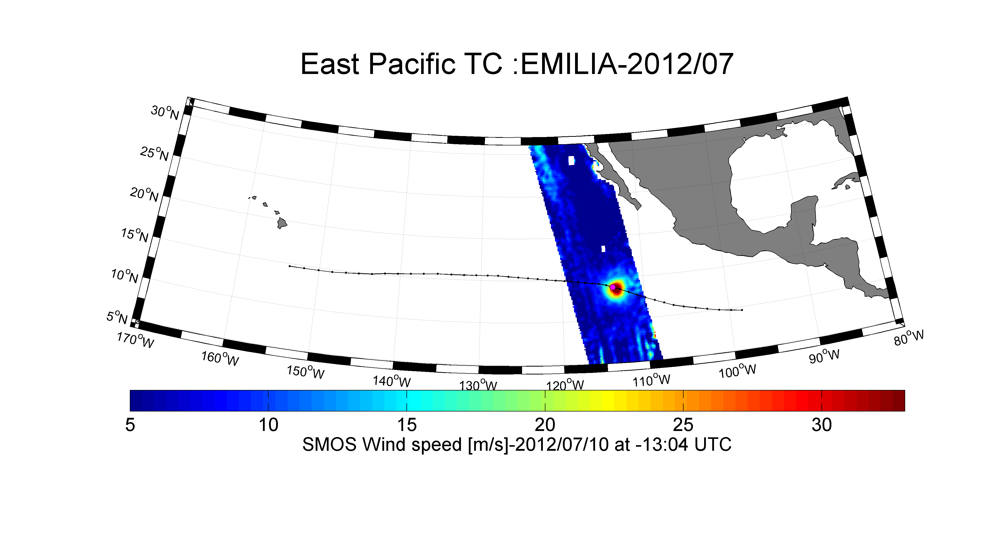 East Pacific TC :EMILIA-2012/07
30°N
25°N
20°N
15°N
10°N
5°N
170°W
160°W
150°W
140°W
130°W
120°W
110°W
100°W
90°W
80°W
5 10 15 20 25 30
SMOS Wind speed [m/s]-2012/07/10 at -13:04 UTC